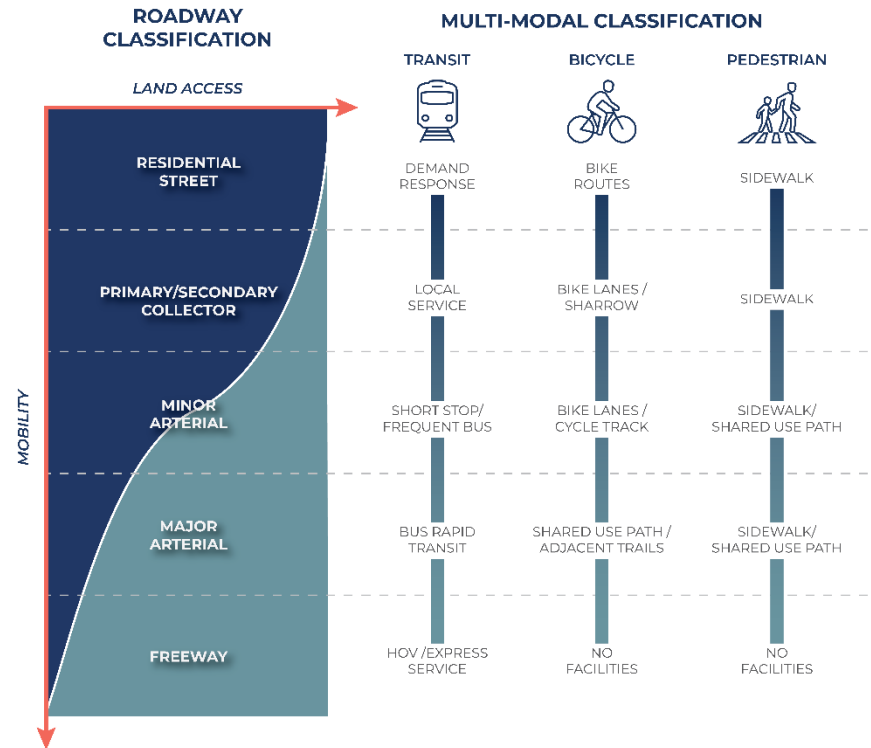 ROADWAY
CLASSIFICATION
MULTI-MODAL CLASSIFICATION
LAND ACCESS
TRANSIT
BICYCLE
PEDESTRIAN
MOBILITY
RESIDENTIAL
STREET
DEMAND
RESPONSE
BIKE
ROUTES
SIDEWALK
PRIMARY/SECONDARY
COLLECTOR
LOCAL
SERVICE
BIKE LANES /
SHARROW
SIDEWALK
MINOR
ARTERIAL
SHORT STOP/
FREQUENT BUS
BIKE LANES /
CYCLE TRACK
SIDEWALK/
SHARED USE PATH
MAJOR
ARTERIAL
BUS RAPID
TRANSIT
SHARED USE PATH /
ADJACENT TRAILS
SIDEWALK/
SHARED USE PATH
FREEWAY
HOV /EXPRESS
SERVICE
NO
FACILITIES
NO
FACILITIES